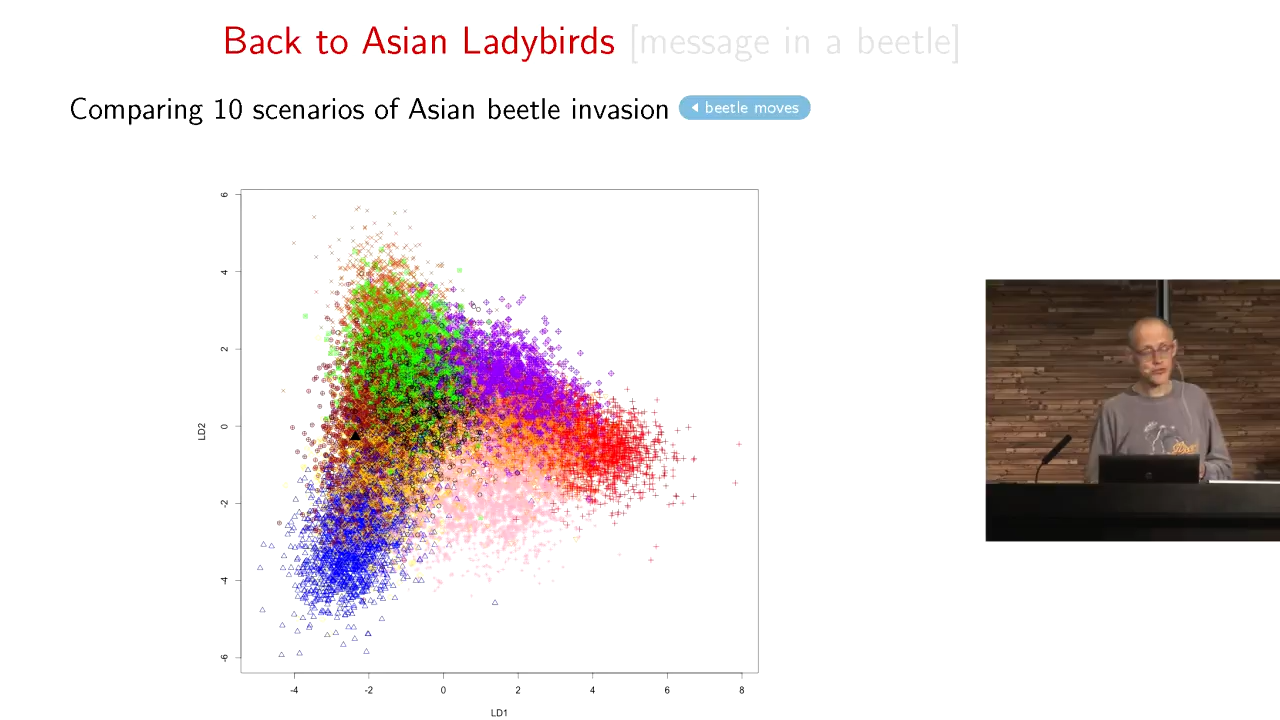 Back to Asian Ladybirds [message in a beetle]
Comparing 10 scenarios of Asian beetle invasion beetle moves
6
4
2
0
-2
-4
-6
LD2
-4 -2 0 2 4 6 8
LD1